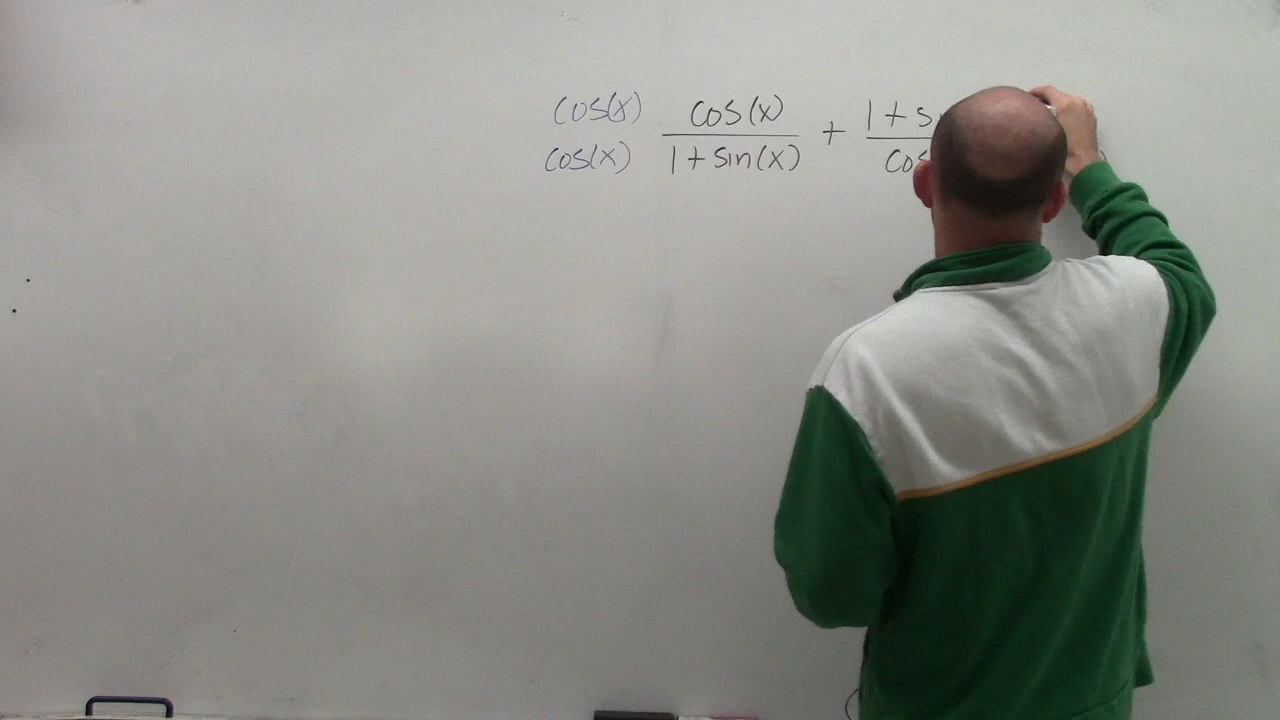 cos(x) cos(x) 1 + s
cos(x) 1 + sin(x) + cos )